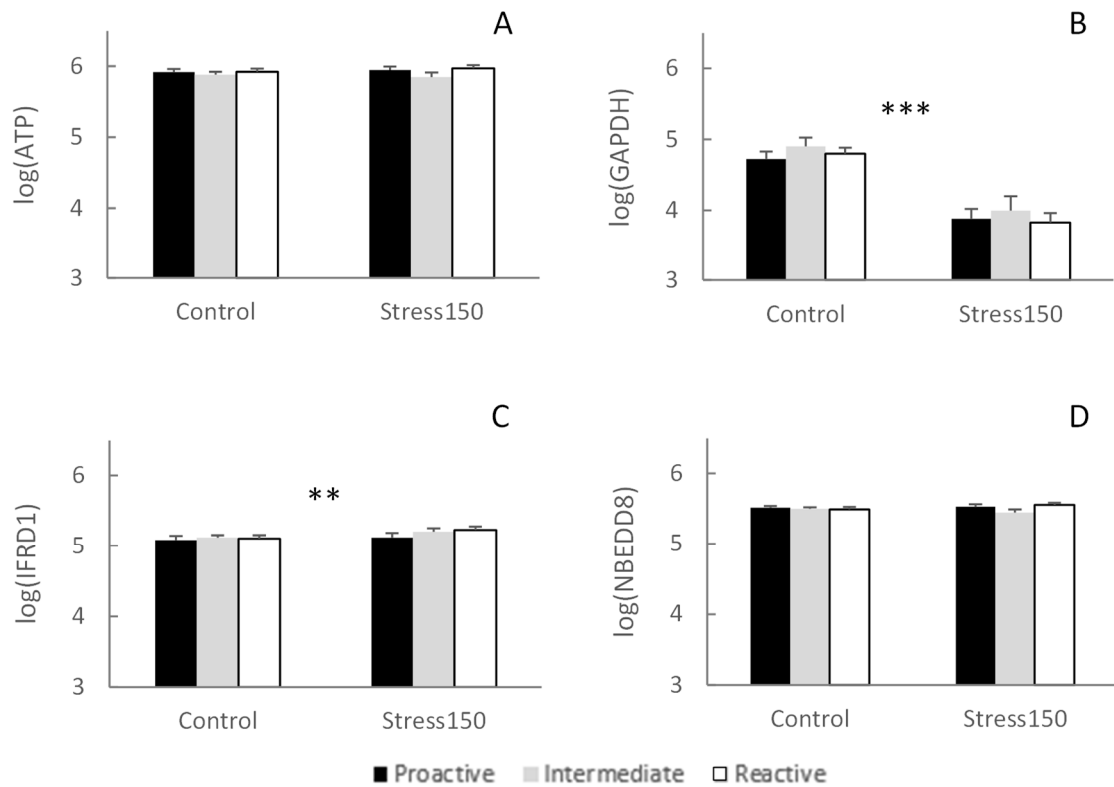 A
6
5
4
3
log(ATP)
Control Stress150
B
6
5
4
3
log(GAPDH)
***
Control Stress150
C
6
5
4
3
log(IFRD1)
**
Control Stress150
D
6
5
4
3
log(NBEDD8)
Control Stress150
Proactive Intermediate Reactive